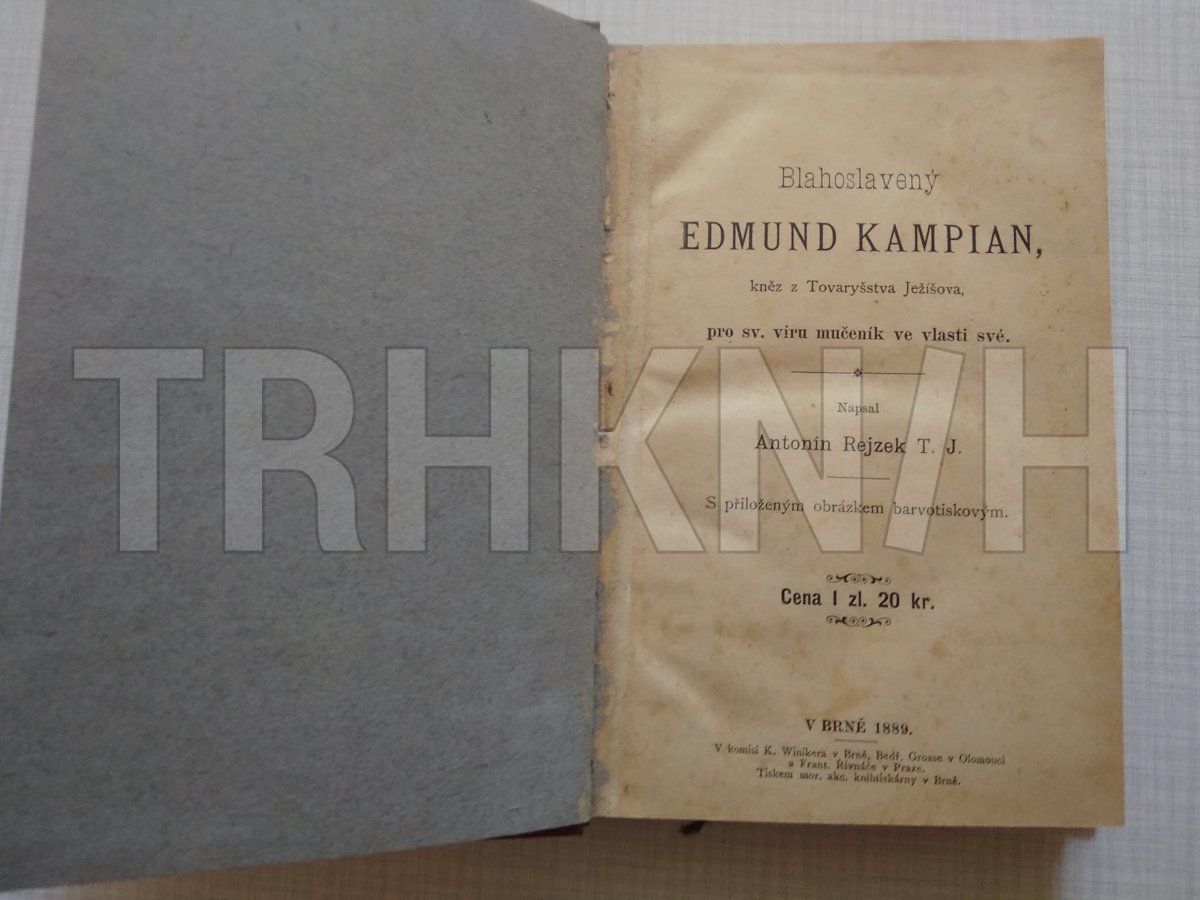 Blahoslavený
EDMUND KAMPIAN,
kněz z Tovaryšstva Ježíšova,
pro sv. víru mučeník ve vlasti své.
Napsal
Antonín Rejzek T. J.
S přiloženým obrázkem barvotiskovým.
Cena 1 zl. 20 kr.
V BRNĚ 1889.
V komisi K. Winikera v Brně, Bedř. Grosse v Olomouci
a Frant. Řivnáče v Praze.
Tiskem mor. akc. knihtiskárny v Brně.
TRHKNIH